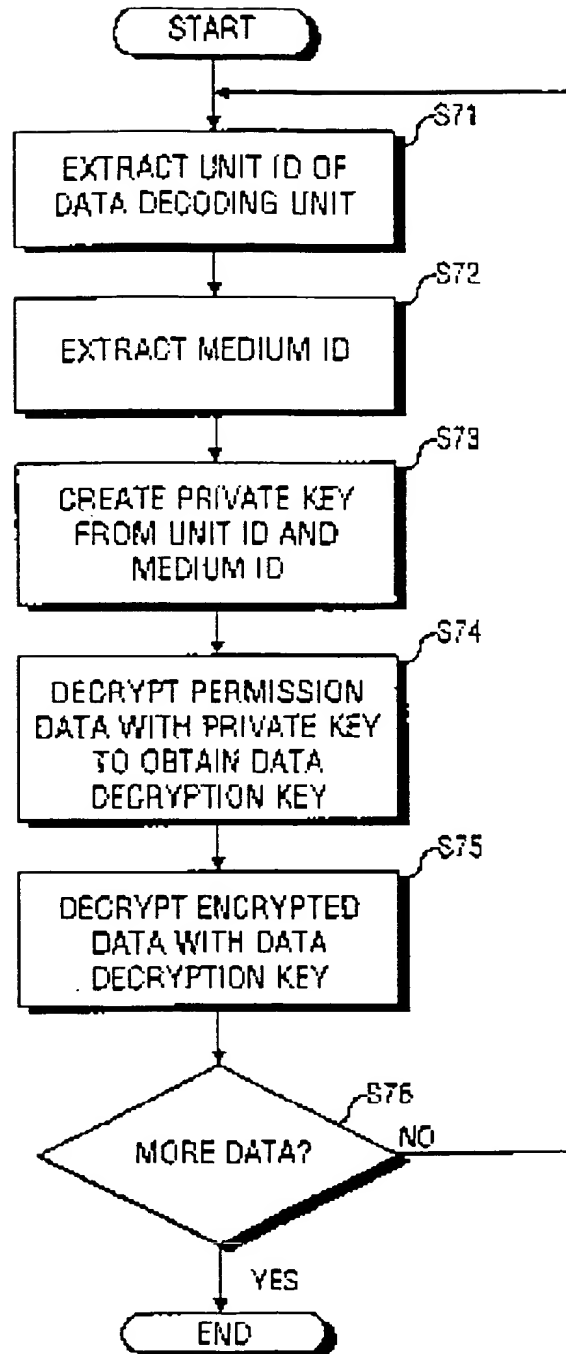 START
S71
EXTRACT UNIT ID OF
DATA DECODING UNIT
S72
EXTRACT MEDIUM ID
S73
CREATE PRIVATE KEY
FROM UNIT ID AND
MEDIUM ID
S74
DECRYPT PERMISSION
DATA WITH PRIVATE KEY
TO OBTAIN DATA
DECRYPTION KEY
S75
DECRYPT ENCRYPTED
DATA WITH DATA
DECRYPTION KEY
S76
MORE DATA?
NO
YES
END